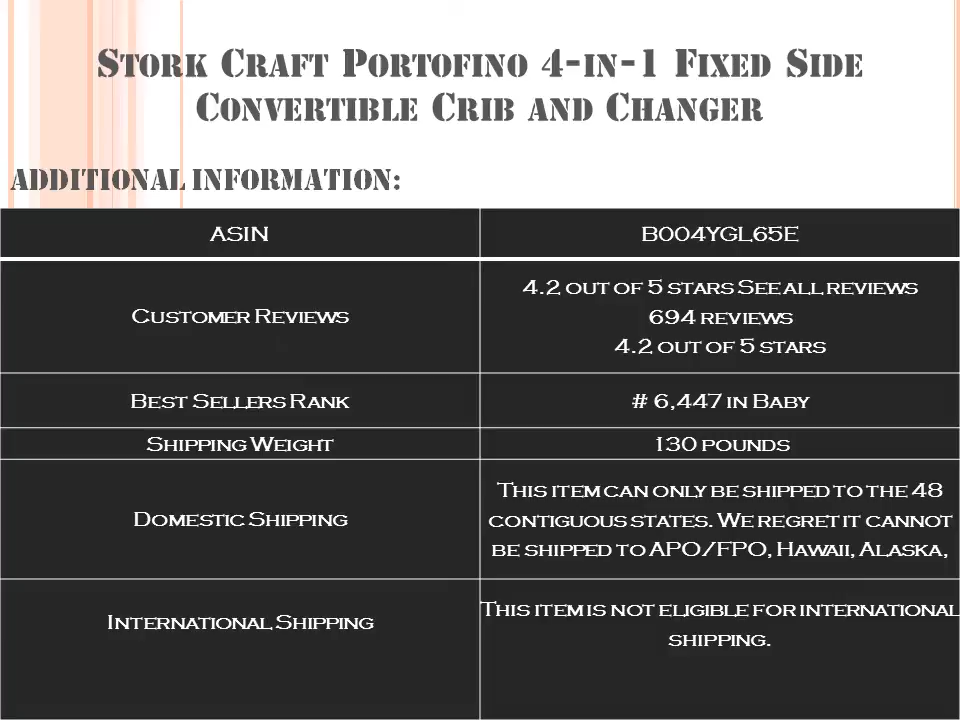 Stork Craft Portofino 4-in-1 Fixed Side
Convertible Crib and Changer
Additional Information:
ASIN
B004YGL65E
Customer Reviews
4.2 out of 5 stars See all reviews
694 reviews
4.2 out of 5 stars
Best Sellers Rank
# 6,447 in Baby
Shipping Weight
130 pounds
Domestic Shipping
This item can only be shipped to the 48
contiguous states. We regret it cannot
be shipped to APO/FPO, Hawaii, Alaska,
International Shipping
This item is not eligible for international
shipping.